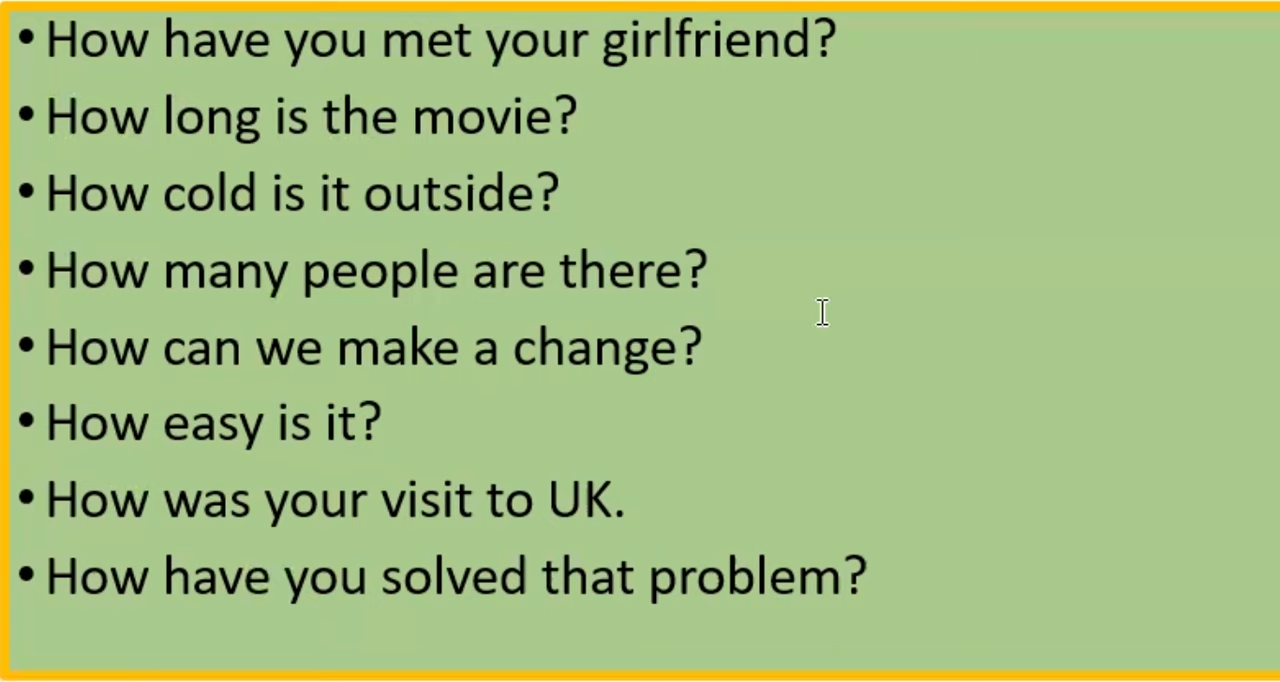 • How have you met your girlfriend?
• How long is the movie?
• How cold is it outside?
• How many people are there?
• How can we make a change?
• How easy is it?
• How was your visit to UK.
• How have you solved that problem?